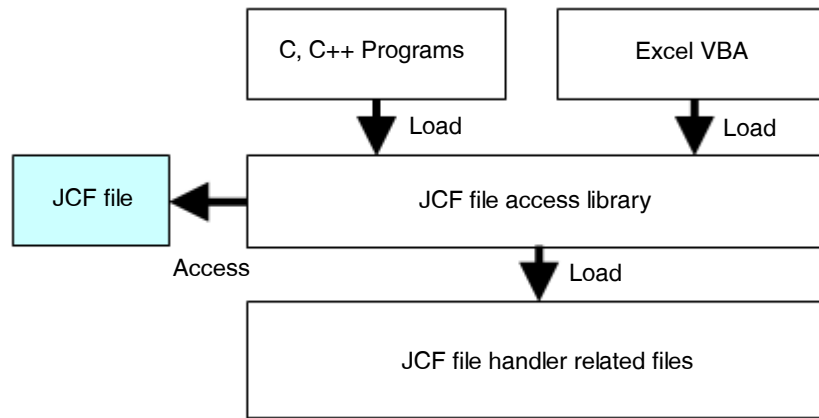 C, C++ Programs
Excel VBA
Load
Load
JCF file
JCF file access library
Access
Load
JCF file handler related files